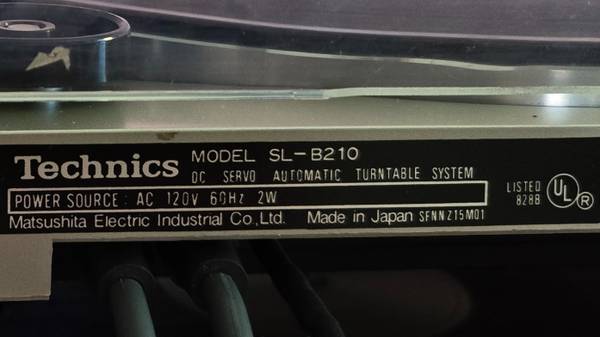 Technics MODEL SL-B210
DC SERVO AUTOMATIC TURNTABLE SYSTEM
POWER SOURCE: AC 120V 60Hz 2W
Matsushita Electric Industrial Co., Ltd. Made in Japan SFNNZ15M01
LISTED
828B
UL ®